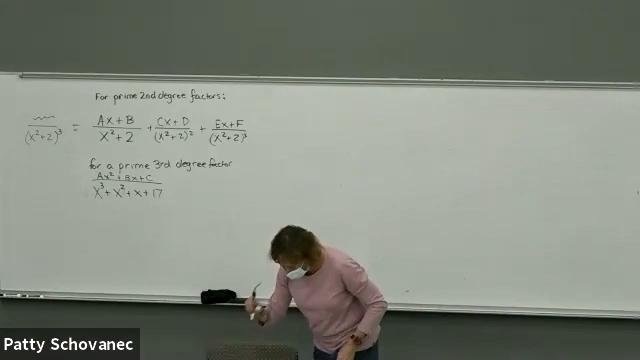 For prime 2nd degree factors:
/(x²+2)³ = (Ax+B)/(x²+2) + (Cx+D)/(x²+2)² + (Ex+F)/(x²+2)³
for a prime 3rd degree factor
Ax²+Bx+C
x³+x²+x+17
Patty Schovanec